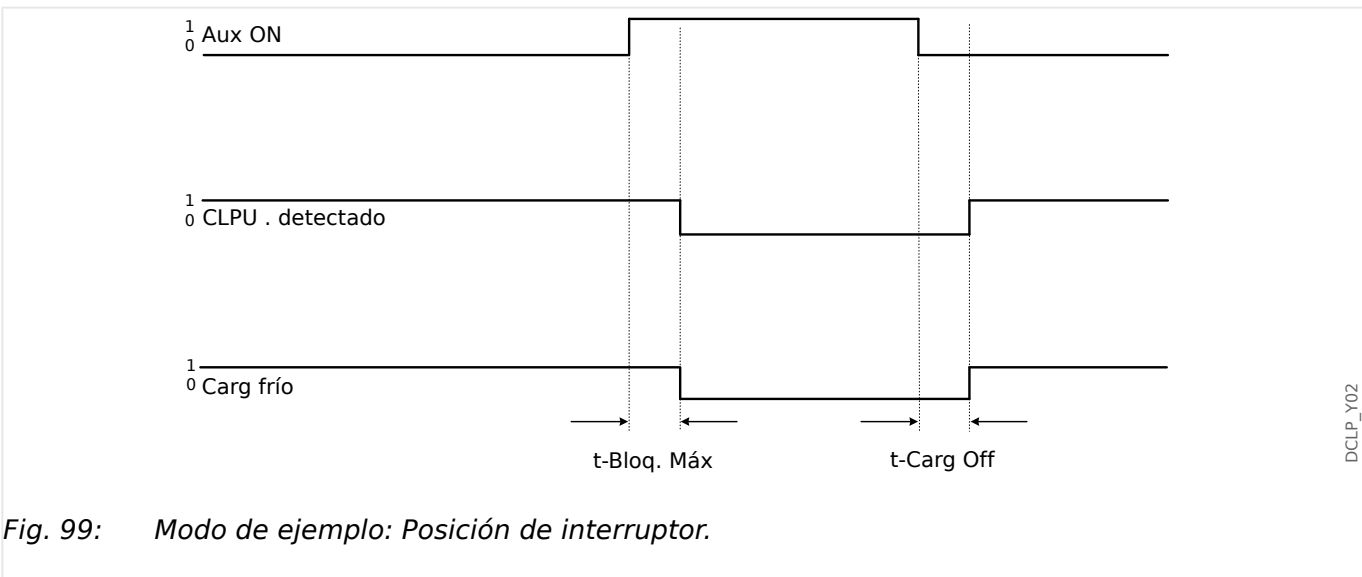 1
0 Aux ON
1
0 CLPU . detectado
1
0 Carg frío
t-Bloq. Máx
t-Carg Off
DCLP_Y02
Fig. 99: Modo de ejemplo: Posición de interruptor.